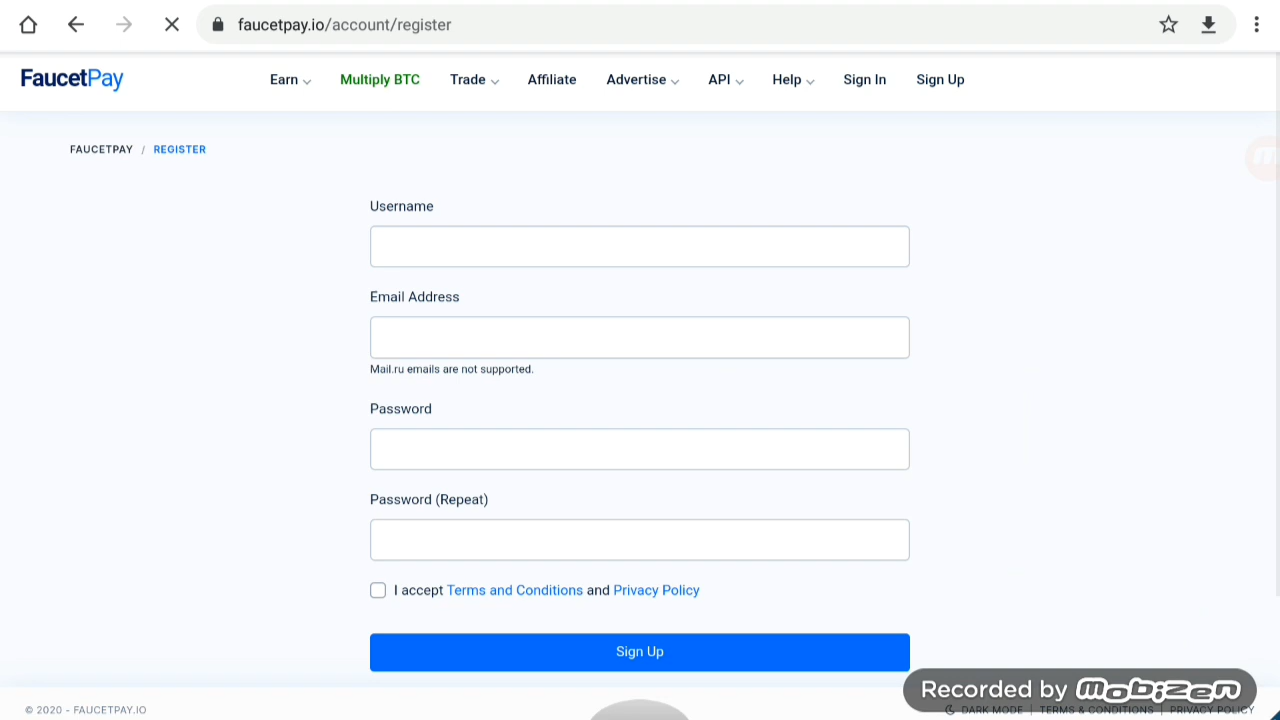 faucetpay.io/account/register
FaucetPay Earn Multiply BTC Trade Affiliate Advertise API Help Sign In Sign Up
FAUCETPAY / REGISTER
Username
Email Address
Mail.ru emails are not supported.
Password
Password (Repeat)
I accept Terms and Conditions and Privacy Policy
Sign Up
Recorded by mobizen
© 2020 - FAUCETPAY.IO DARK MODE | TERMS & CONDITIONS | PRIVACY POLICY